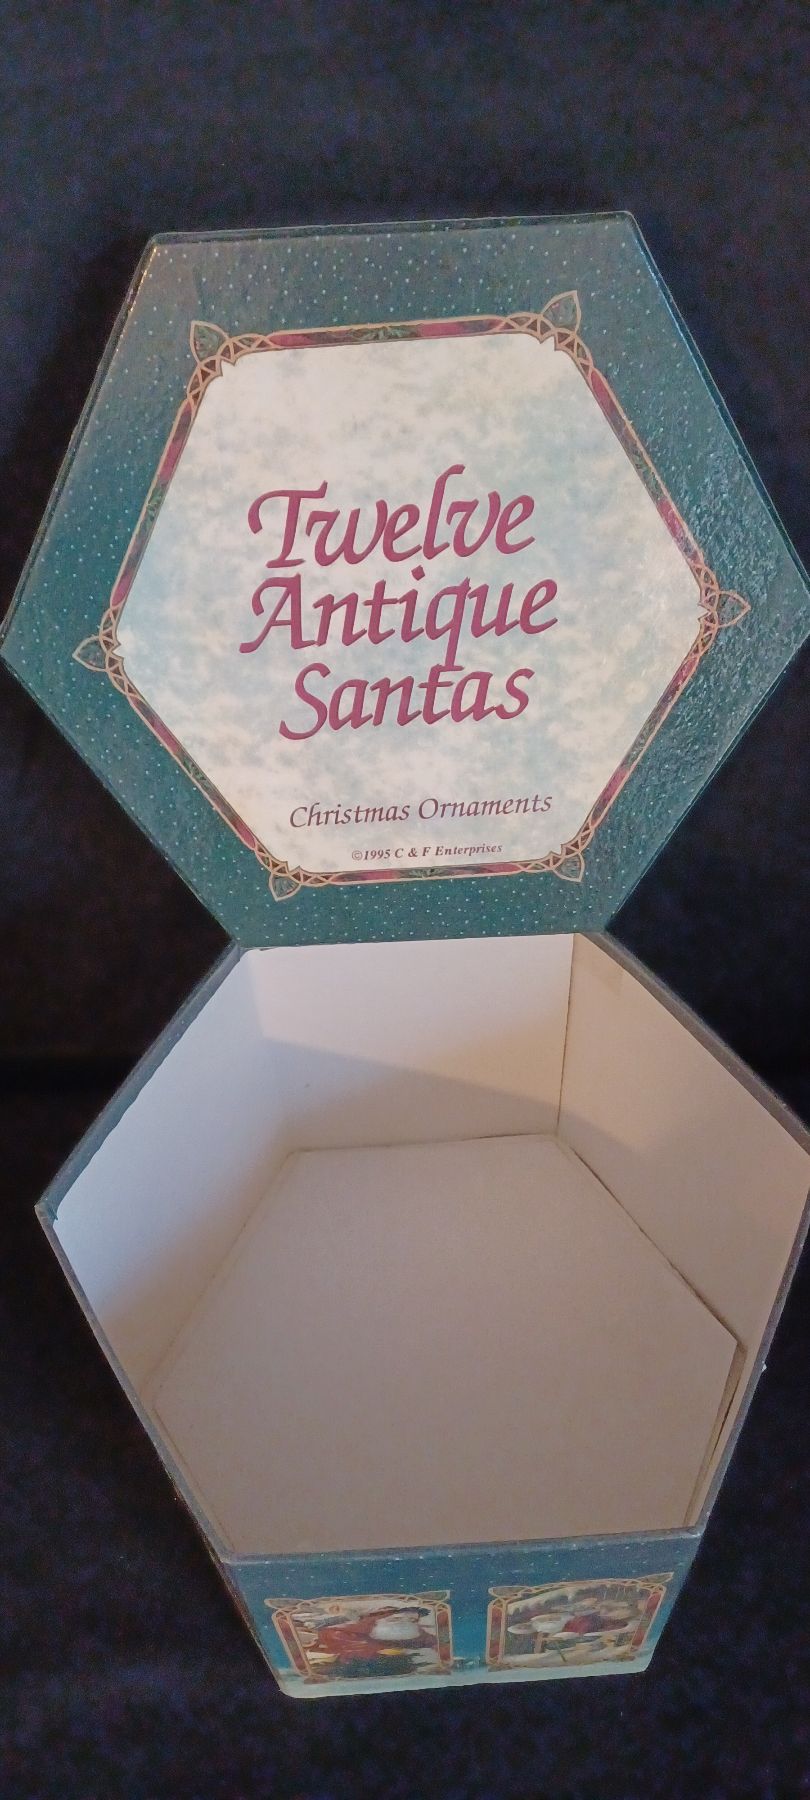 Twelve
Antique
Santas
Christmas Ornaments
©1995 C & F Enterprises